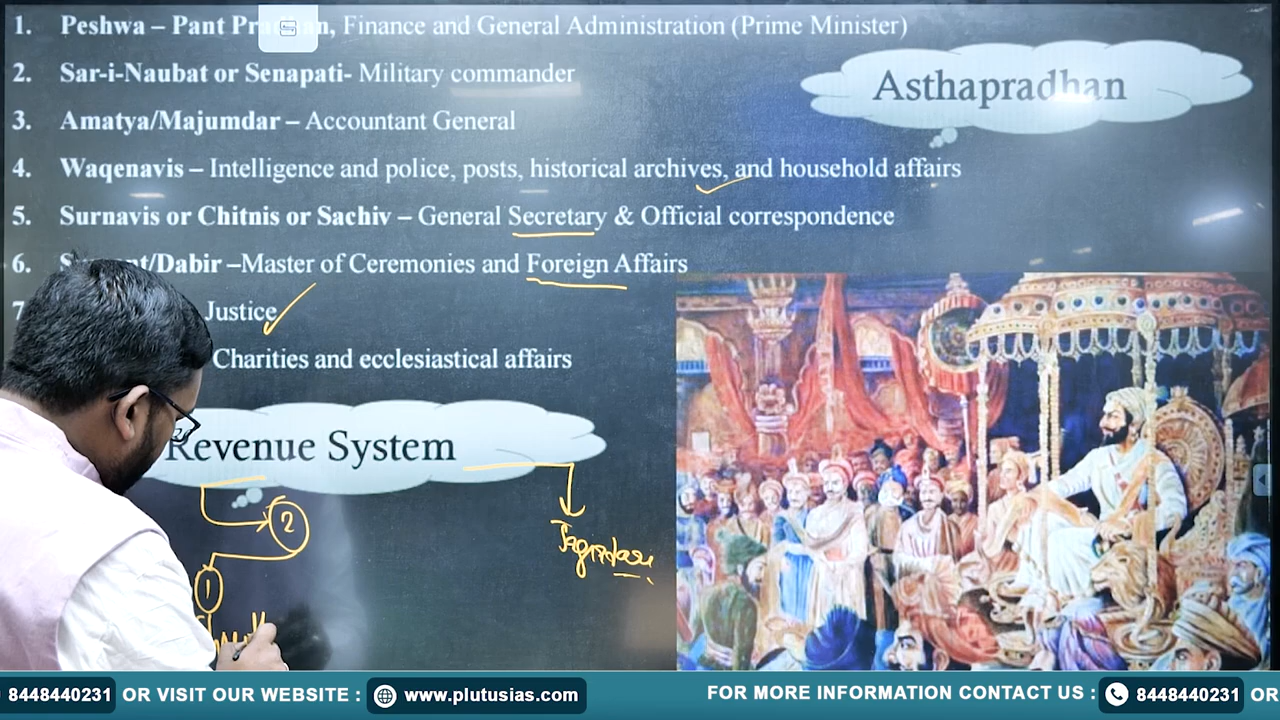 1. Peshwa – Pant Pradhan, Finance and General Administration (Prime Minister)
2. Sar-i-Naubat or Senapati- Military commander
3. Amatya/Majumdar – Accountant General
4. Waqenavis – Intelligence and police, posts, historical archives, and household affairs
5. Surnavis or Chitnis or Sachiv – General Secretary & Official correspondence
6. /Dabir –Master of Ceremonies and Foreign Affairs
7 Justice
Charities and ecclesiastical affairs
Asthapradhan
Revenue System
2
1
8448440231 OR VISIT OUR WEBSITE : www.plutusias.com FOR MORE INFORMATION CONTACT US : 8448440231 OR